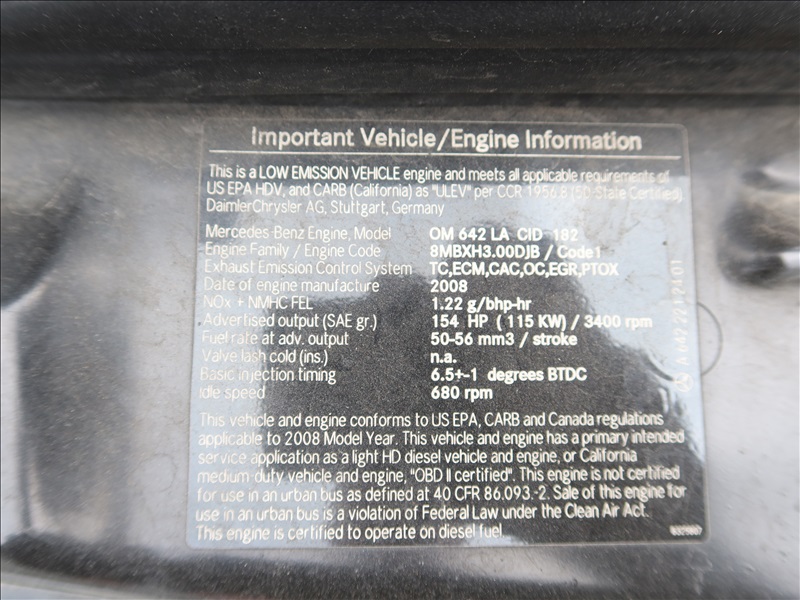 Important Vehicle/Engine Information
This is a LOW EMISSION VEHICLE engine and meets all applicable requirements of
US EPA HDV, and CARB (California) as "ULEV" per CCR 1956.8 (50-State Certified)
DaimlerChrysler AG, Stuttgart, Germany
Mercedes-Benz Engine, Model OM 642 LA CID 182
Engine Family / Engine Code 8MBXH3.00DJB / Code1
Exhaust Emission Control System TC,ECM,CAC,OC,EGR,PTOX
Date of engine manufacture 2008
NOx + NMHC FEL 1.22 g/bhp-hr
Advertised output (SAE gr.) 154 HP ( 115 KW) / 3400 rpm
Fuel rate at adv. output 50-56 mm3 / stroke
Valve lash cold (ins.) n.a.
Basic injection timing 6.5+-1 degrees BTDC
Idle speed 680 rpm
This vehicle and engine conforms to US EPA, CARB and Canada regulations
applicable to 2008 Model Year. This vehicle and engine has a primary intended
service application as a light HD diesel vehicle and engine, or California
medium-duty vehicle and engine, "OBD II certified". This engine is not certified
for use in an urban bus as defined at 40 CFR 86.093.-2. Sale of this engine for
use in an urban bus is a violation of Federal Law under the Clean Air Act.
This engine is certified to operate on diesel fuel.
A 642 221 24 01